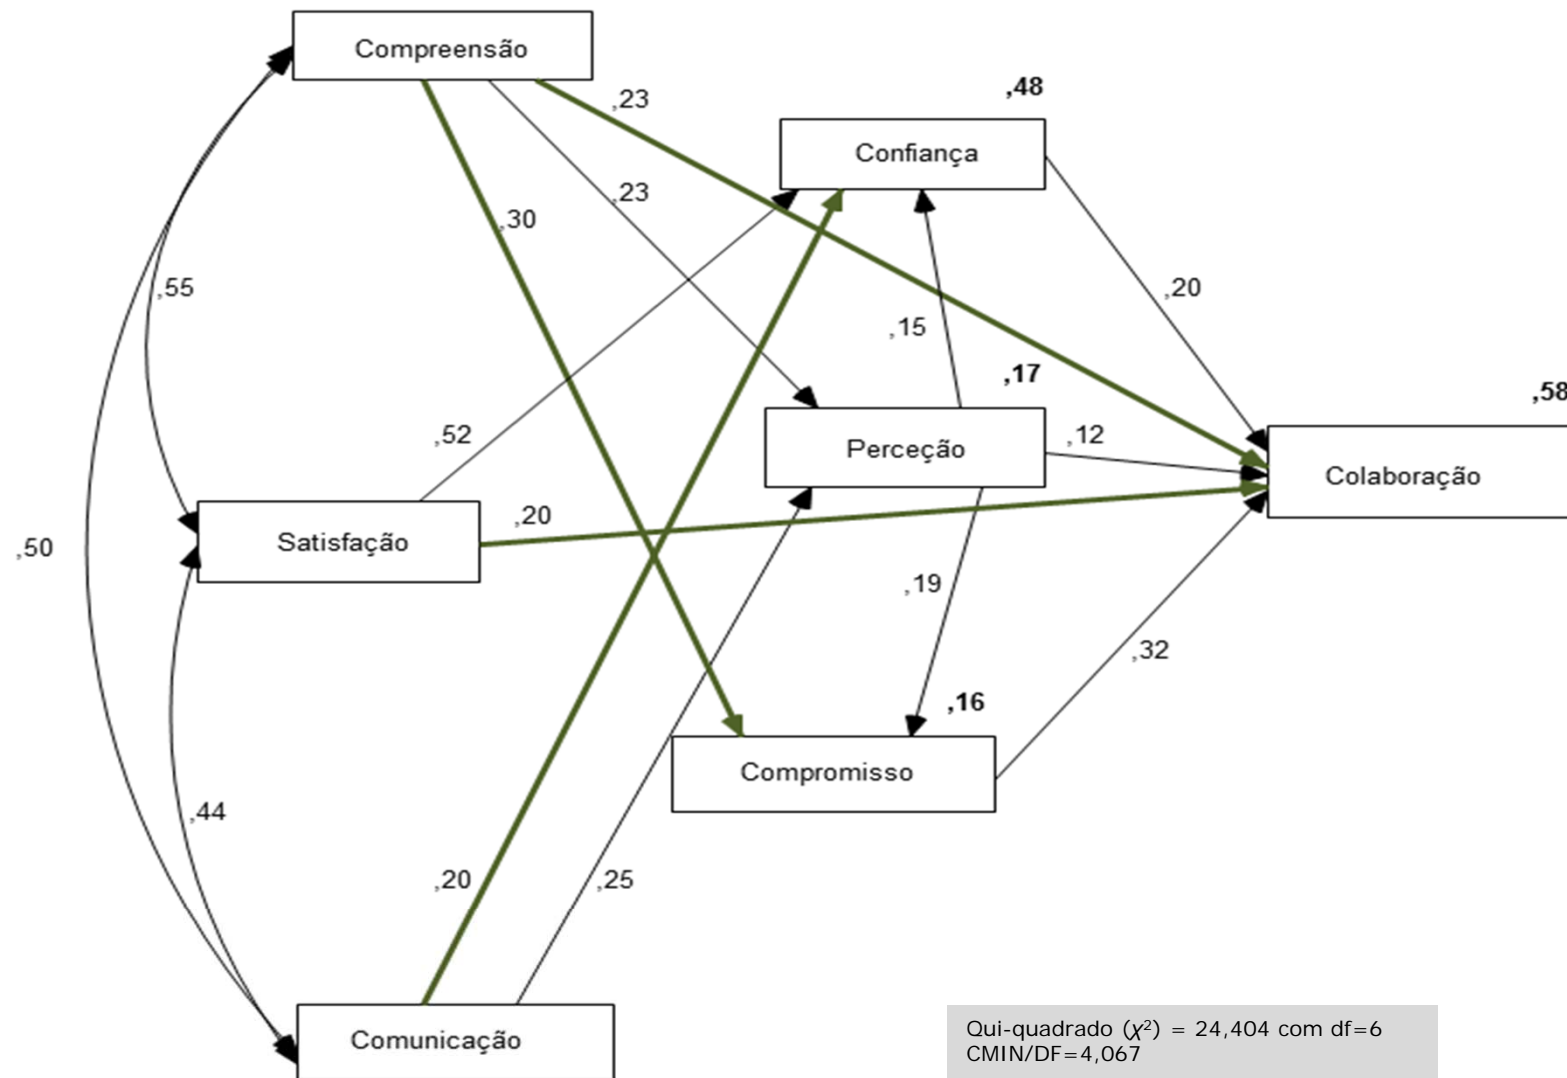 Compreensão
,23
,48
Confiança
,23
,30
,55
,20
,15
,17
,58
,52
,12
Perceção
Colaboração
,20
Satisfação
,50
,19
,32
,16
Compromisso
,44
,20
,25
Comunicação
Qui-quadrado (χ²) = 24,404 com df=6
CMIN/DF=4,067